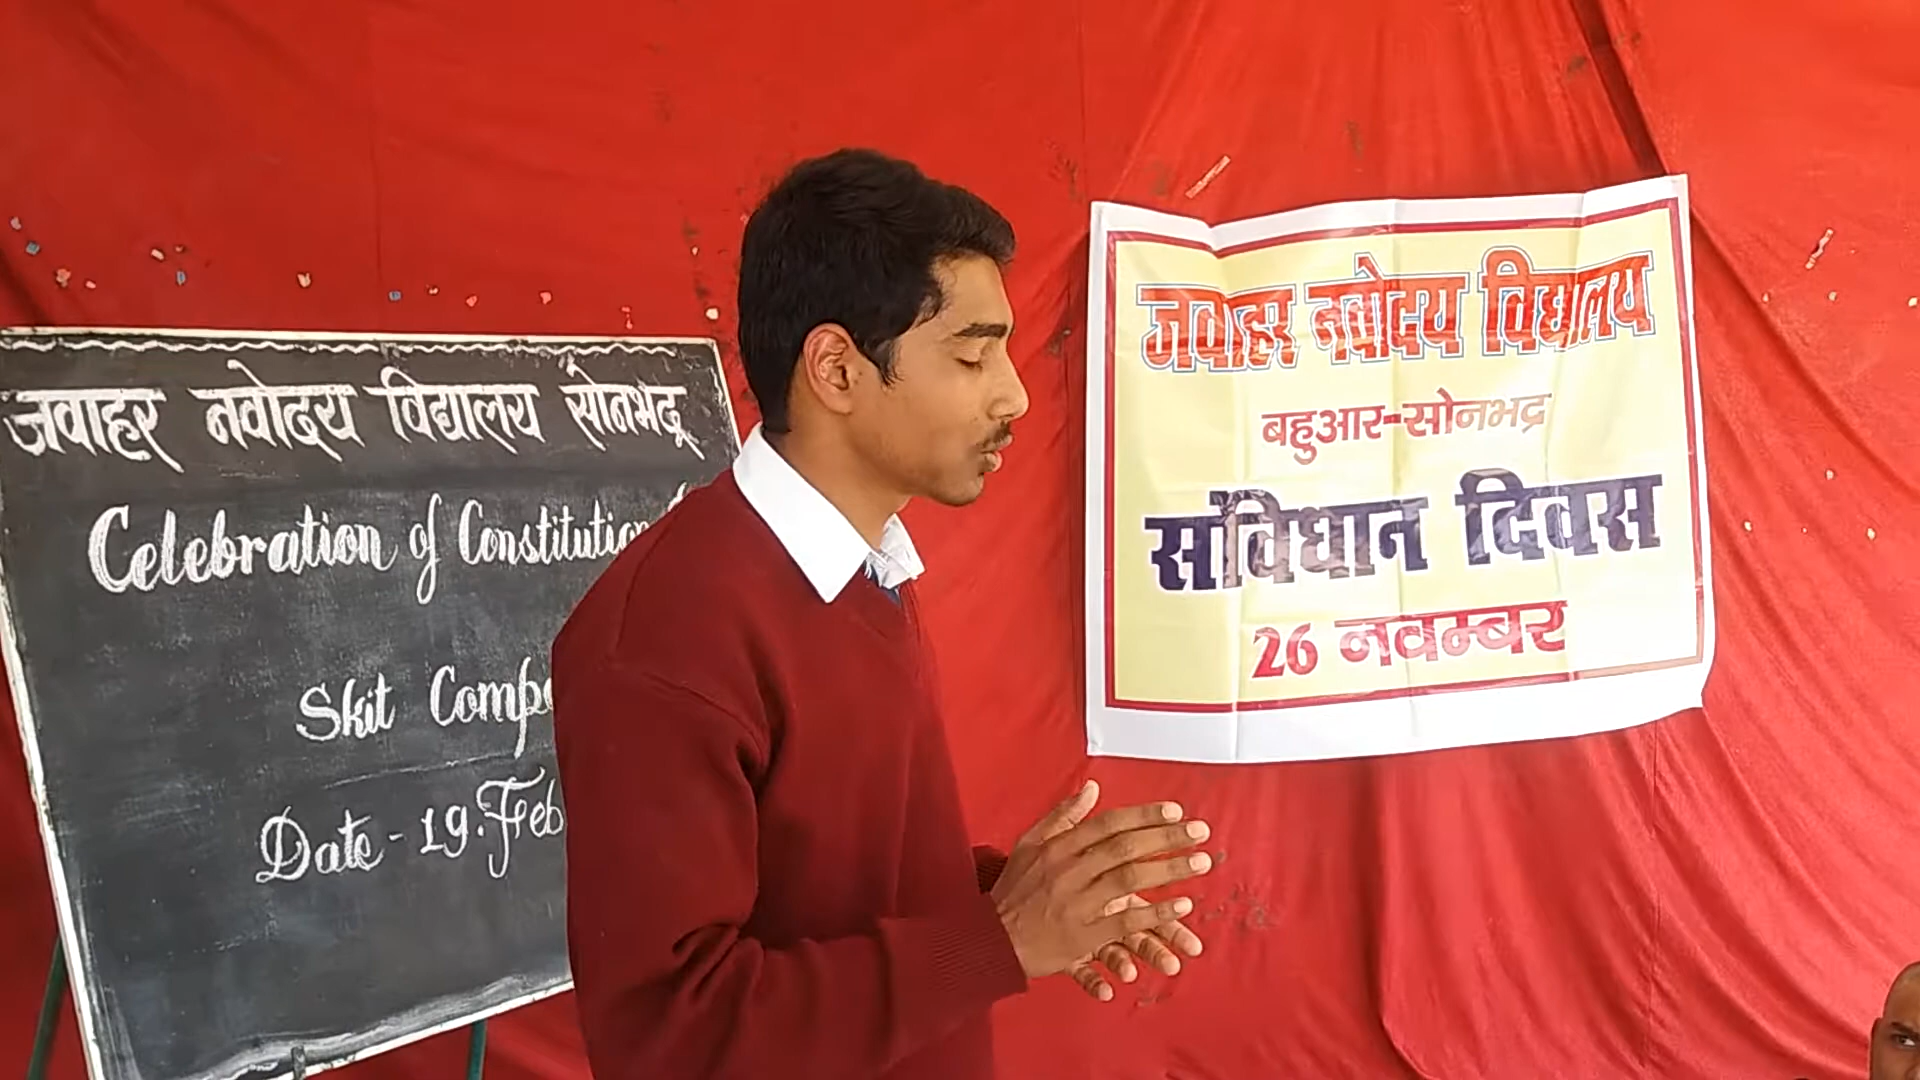 जवाहर नवोदय विद्यालय सोनभद्र
Celebration of Constitution
Skit
Date - 19. Feb
जवाहर नवोदय विद्यालय
बहुआर-सोनभद्र
संविधान दिवस
26 नवम्बर